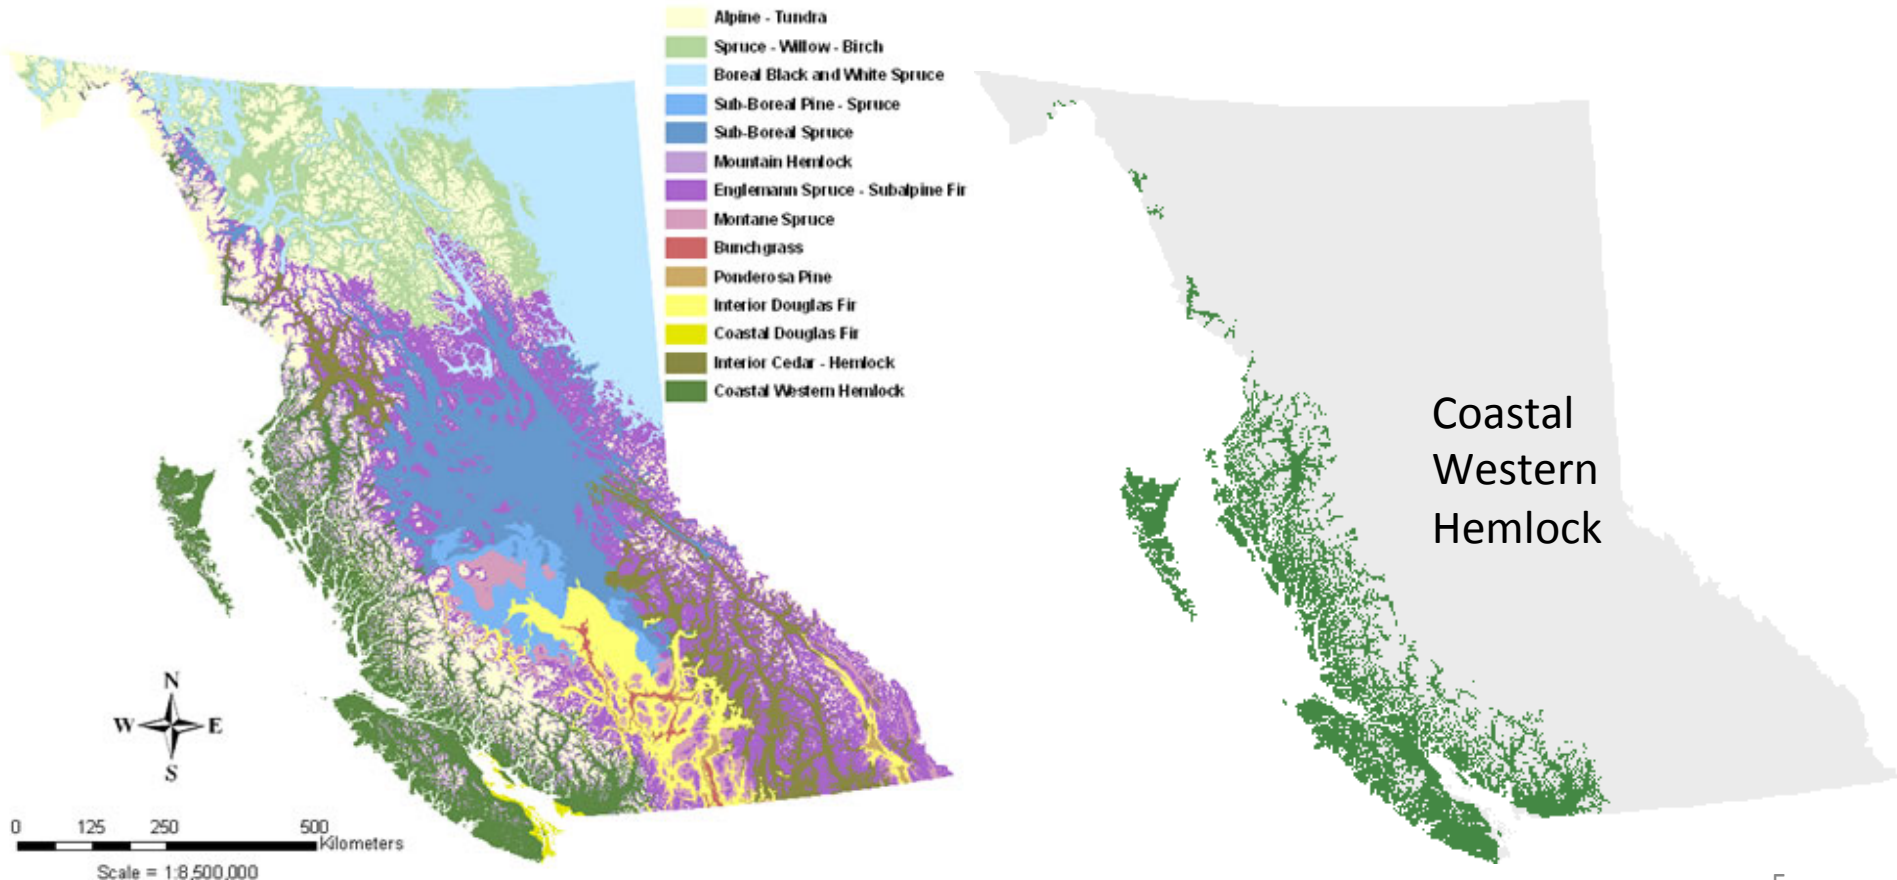 Alpine - Tundra
Spruce - Willow - Birch
Boreal Black and White Spruce
Sub-Boreal Pine - Spruce
Sub-Boreal Spruce
Mountain Hemlock
Englemann Spruce - Subalpine Fir
Montane Spruce
Bunchgrass
Ponderosa Pine
Interior Douglas Fir
Coastal Douglas Fir
Interior Cedar - Hemlock
Coastal Western Hemlock
Coastal
Western
Hemlock
N
W E
S
0 125 250 500
Kilometers
Scale = 1:8,500,000